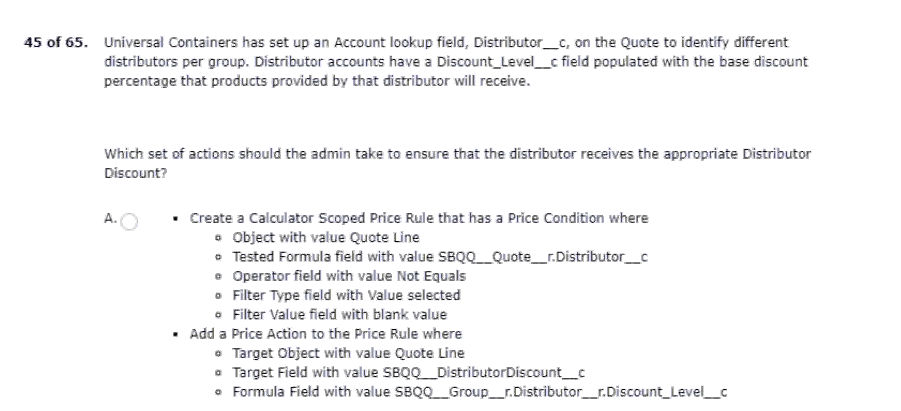 45 of 65. Universal Containers has set up an Account lookup field, Distributor__c, on the Quote to identify different
distributors per group. Distributor accounts have a Discount_Level__c field populated with the base discount
percentage that products provided by that distributor will receive.
Which set of actions should the admin take to ensure that the distributor receives the appropriate Distributor
Discount?
A. • Create a Calculator Scoped Price Rule that has a Price Condition where
o Object with value Quote Line
o Tested Formula field with value SBQQ__Quote__r.Distributor__c
o Operator field with value Not Equals
o Filter Type field with Value selected
o Filter Value field with blank value
• Add a Price Action to the Price Rule where
o Target Object with value Quote Line
o Target Field with value SBQQ__DistributorDiscount__c
o Formula Field with value SBQQ__Group__r.Distributor__r.Discount_Level__c